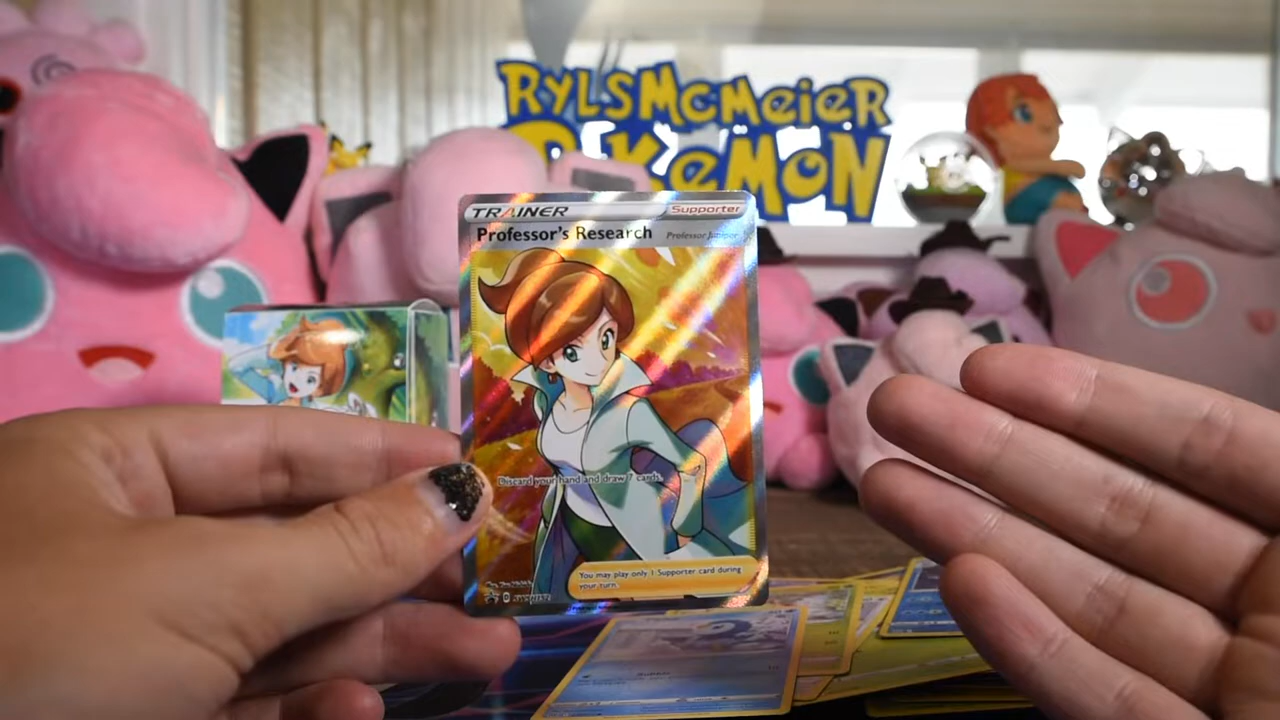 RYLSMCMEIER
POKEMON
TRAINER Supporter
Professor's Research Professor Juniper
Discard your hand and draw 7 cards.
You may play only 1 Supporter card during
your turn.